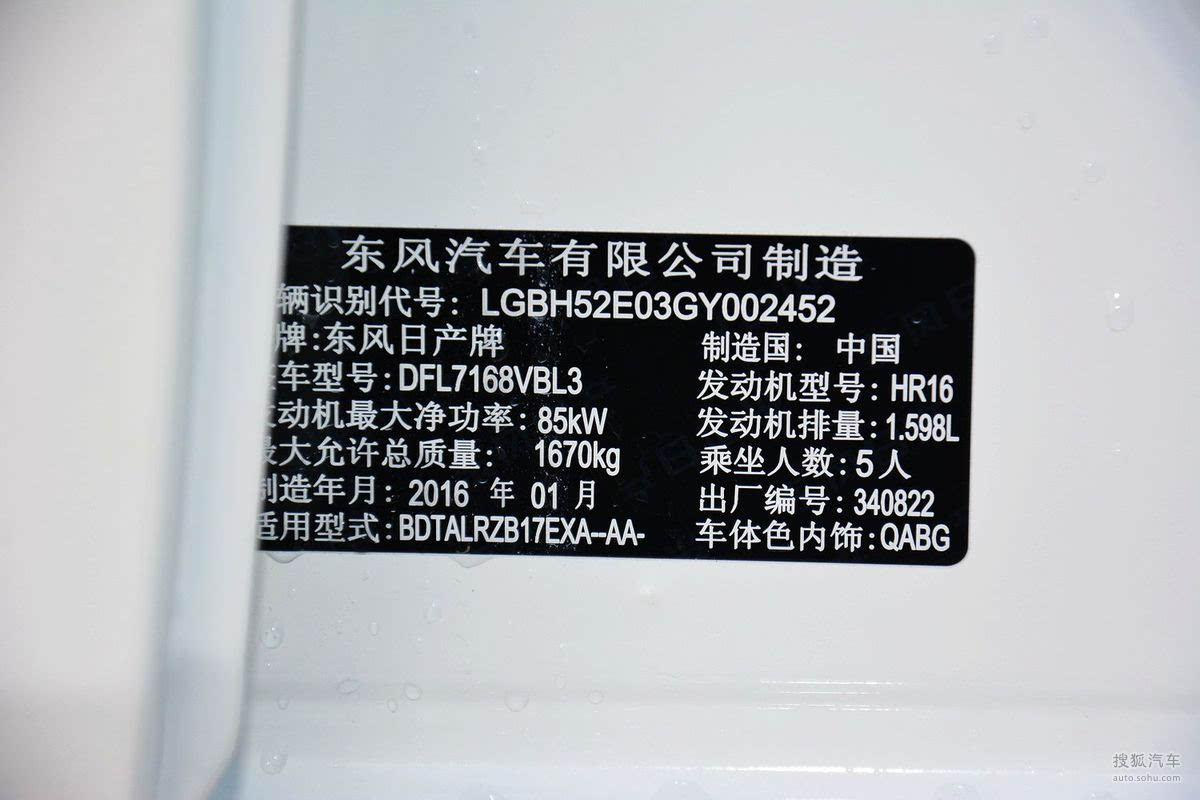 东风汽车有限公司制造
辆识别代号: LGBH52E03GY002452
牌:东风日产牌 制造国: 中国
车型号:DFL7168VBL3 发动机型号: HR16
发动机最大净功率: 85kW 发动机排量:1.598L
最大允许总质量: 1670kg 乘坐人数:5人
制造年月: 2016 年 01 月 出厂编号: 340822
适用型式:BDTALRZB17EXA--AA- 车体色内饰:QABG
搜狐汽车
auto.sohu.com